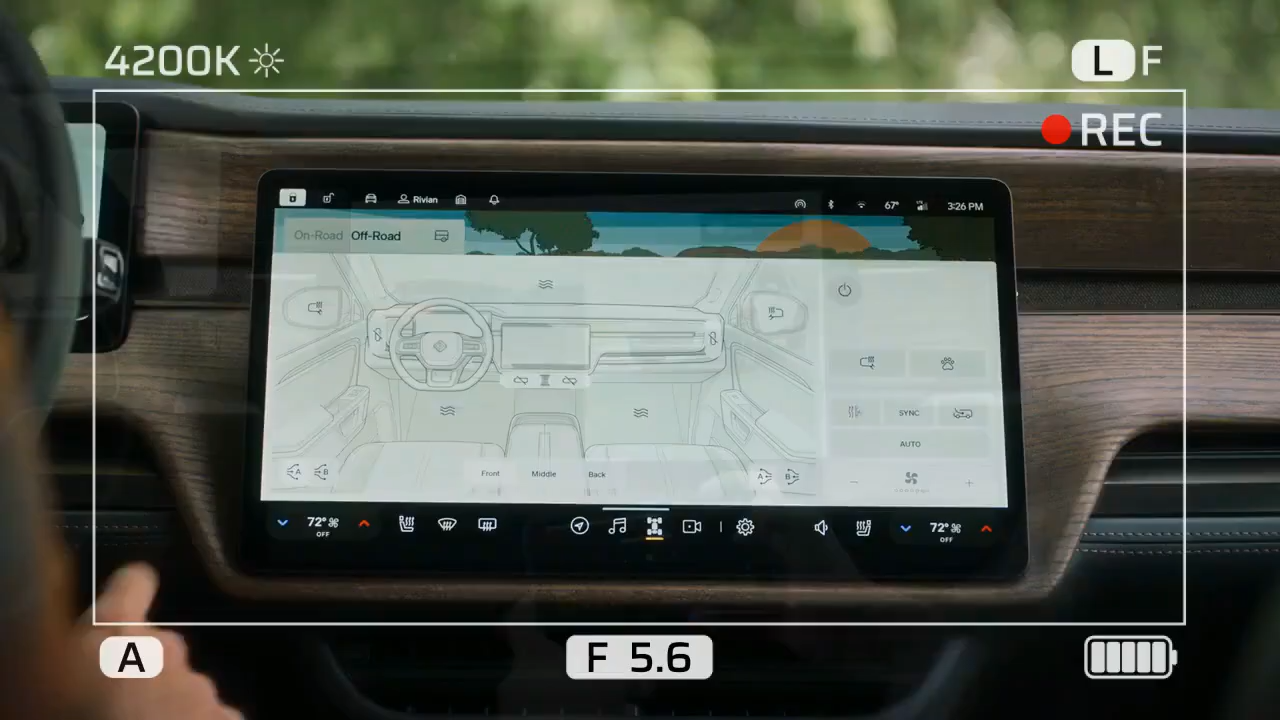 4200K
L F
REC
Rivian
67°
3:26 PM
On-Road Off-Road
SYNC
AUTO
A B
Front Middle Back
A B
72°
OFF
72°
OFF
A
F 5.6